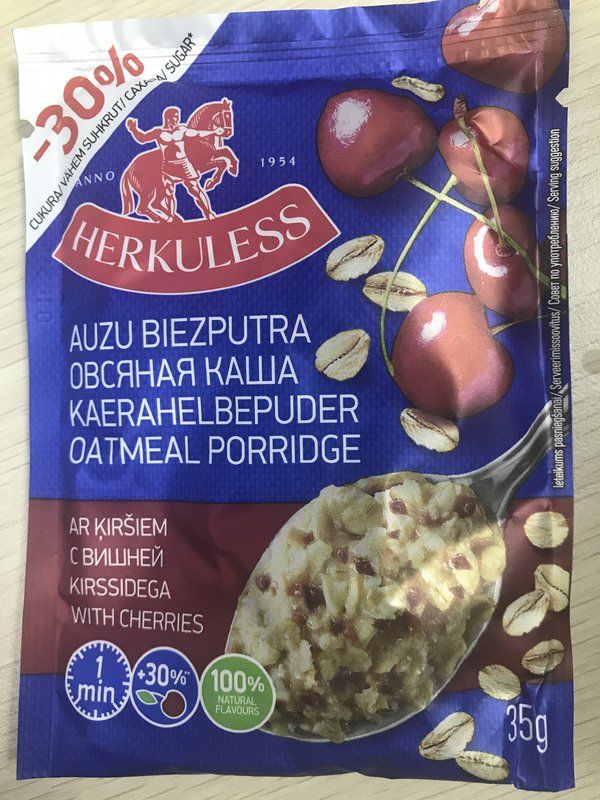 -30%
CUKURA/ VÄHEM SUHKRUT/ SUGAR*
ANNO
1954
HERKULESS
AUZU BIEZPUTRA
ОВСЯНАЯ КАША
KAERAHELBEPUDER
OATMEAL PORRIDGE
AR ĶIRŠIEM
С ВИШНЕЙ
KIRSSIDEGA
WITH CHERRIES
1
min
+30%**
100%
NATURAL
FLAVOURS
35g
Ieteikums pasniegšanai/ Serveerimissoovitus/ Совет по употреблению/ Serving suggestion